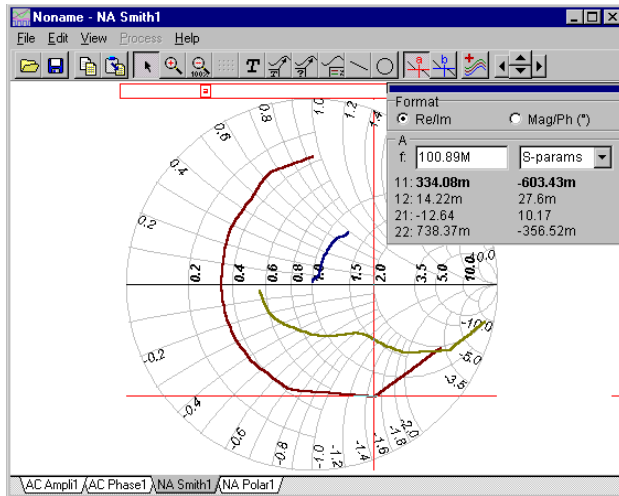 Noname - NA Smith1
File Edit View Process Help
100% T T ? =Z a b
a
Format
Re/Im Mag/Ph (°)
A
f: 100.89M S-params
11: 334.08m -603.43m
12: 14.22m 27.6m
21: -12.64 10.17
22: 738.37m -356.52m
0.8 1.0 1.2 1.4
0.6
0.4
0.2
0.2 0.4 0.6 0.8 1.0 1.5 2.0 3.5 5.0 10.0
10.0
-10.0
-5.0
-3.5
-0.2
-0.4
-0.6
-0.8 -1.0 -1.2 -1.4 -1.6 -1.8 -2.0
AC Ampli1 AC Phase1 NA Smith1 NA Polar1